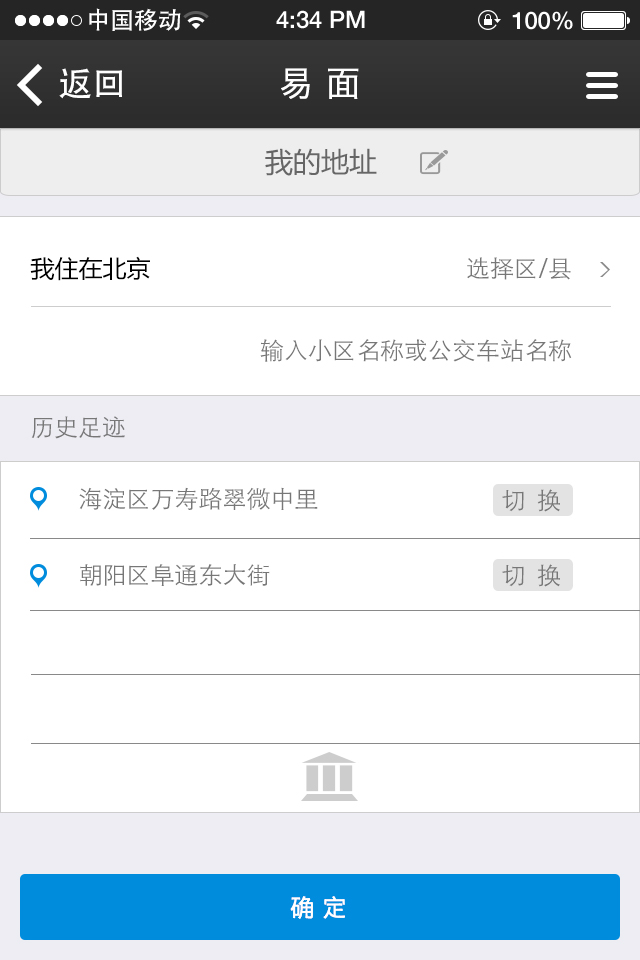 中国移动 4:34 PM 100%
返回 易面
我的地址
我住在北京 选择区/县
输入小区名称或公交车站名称
历史足迹
海淀区万寿路翠微中里 切换
朝阳区阜通东大街 切换
确定